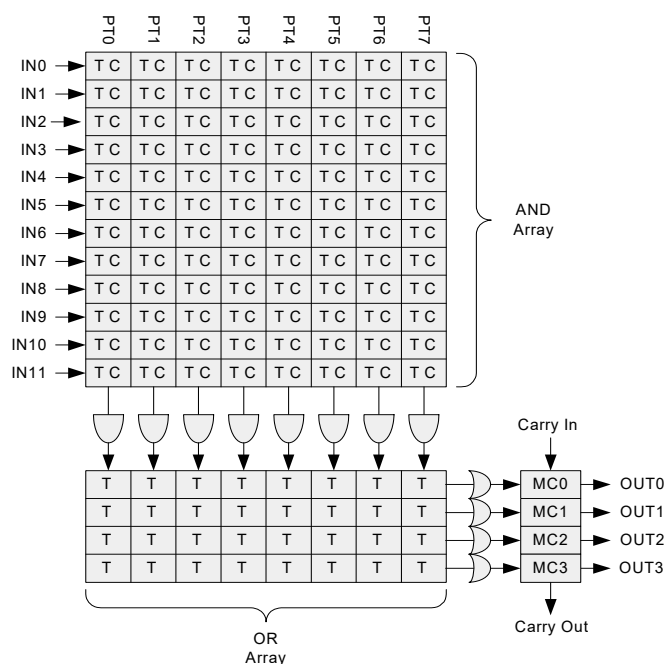 PT0 PT1 PT2 PT3 PT4 PT5 PT6 PT7
IN0 T C T C T C T C T C T C T C T C
IN1 T C T C T C T C T C T C T C T C
IN2 T C T C T C T C T C T C T C T C
IN3 T C T C T C T C T C T C T C T C
IN4 T C T C T C T C T C T C T C T C
IN5 T C T C T C T C T C T C T C T C
IN6 T C T C T C T C T C T C T C T C
IN7 T C T C T C T C T C T C T C T C
IN8 T C T C T C T C T C T C T C T C
IN9 T C T C T C T C T C T C T C T C
IN10 T C T C T C T C T C T C T C T C
IN11 T C T C T C T C T C T C T C T C
AND
Array
Carry In
T T T T T T T T MC0 OUT0
T T T T T T T T MC1 OUT1
T T T T T T T T MC2 OUT2
T T T T T T T T MC3 OUT3
Carry Out
OR
Array